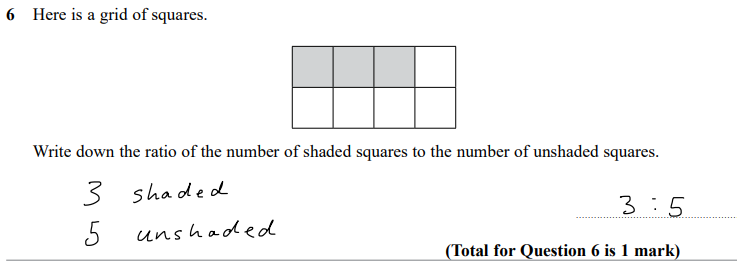 6 Here is a grid of squares.
Write down the ratio of the number of shaded squares to the number of unshaded squares.
3 shaded
5 unshaded
3 : 5
(Total for Question 6 is 1 mark)